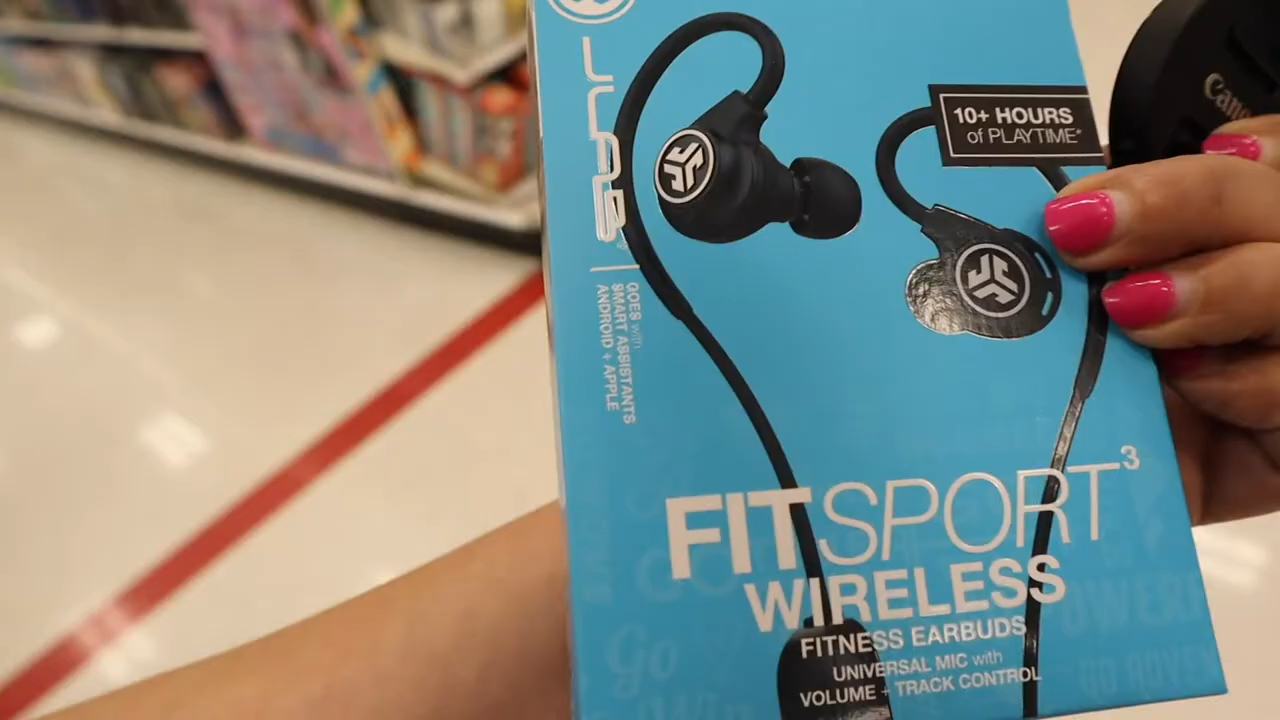 JLAB
GOES with
SMART ASSISTANTS
ANDROID + APPLE
10+ HOURS
of PLAYTIME*
FITSPORT3
WIRELESS
FITNESS EARBUDS
UNIVERSAL MIC with
VOLUME + TRACK CONTROL
Go